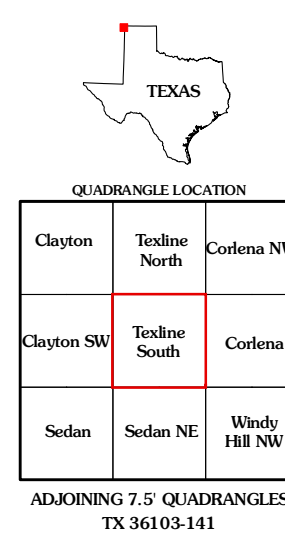 TEXAS
QUADRANGLE LOCATION
Clayton
Texline
North
Corlena NW
Clayton SW
Texline
South
Corlena
Sedan
Sedan NE
Windy
Hill NW
ADJOINING 7.5' QUADRANGLES
TX 36103-141